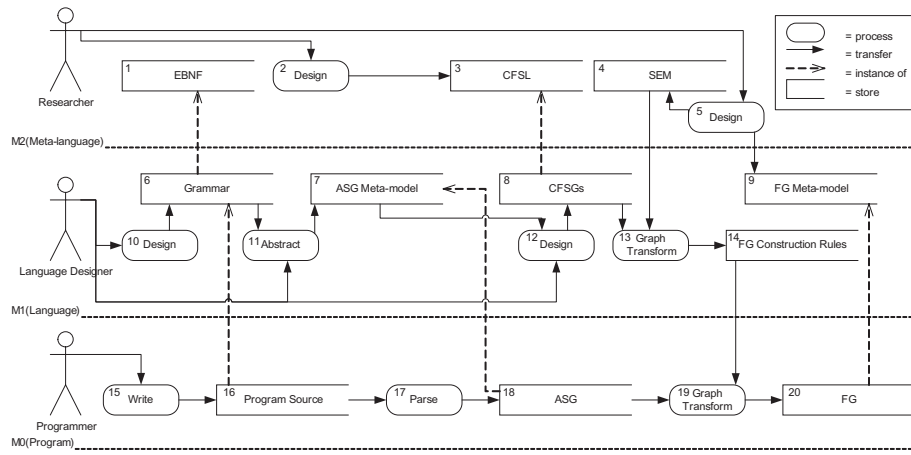 = process
= transfer
= instance of
= store
Researcher
1 EBNF
2 Design
3 CFSL
4 SEM
5 Design
M2(Meta-language)
Language Designer
6 Grammar
7 ASG Meta-model
8 CFSGs
9 FG Meta-model
10 Design
11 Abstract
12 Design
13 Graph
Transform
14 FG Construction Rules
M1(Language)
Programmer
15 Write
16 Program Source
17 Parse
18 ASG
19 Graph
Transform
20 FG
M0(Program)